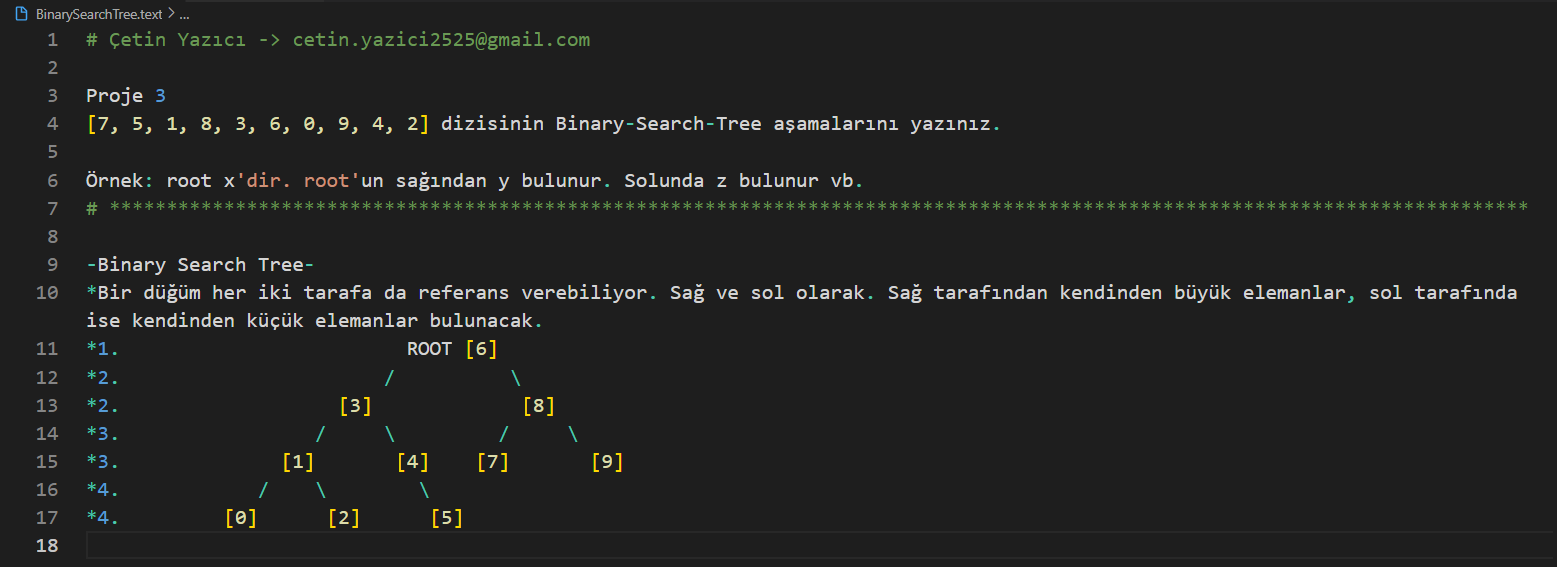 BinarySearchTree.text > ...
1 # Çetin Yazıcı -> cetin.yazici2525@gmail.com
2
3 Proje 3
4 [7, 5, 1, 8, 3, 6, 0, 9, 4, 2] dizisinin Binary-Search-Tree aşamalarını yazınız.
5
6 Örnek: root x'dir. root'un sağından y bulunur. Solunda z bulunur vb.
7 # ****************************************************************************************************************************
8
9 -Binary Search Tree-
10 *Bir düğüm her iki tarafa da referans verebiliyor. Sağ ve sol olarak. Sağ tarafından kendinden büyük elemanlar, sol tarafında
ise kendinden küçük elemanlar bulunacak.
11 *1.                         ROOT [6]
12 *2.                       /          \
13 *2.                   [3]             [8]
14 *3.                 /     \         /     \
15 *3.              [1]       [4]    [7]       [9]
16 *4.            /    \        \
17 *4.         [0]      [2]      [5]
18